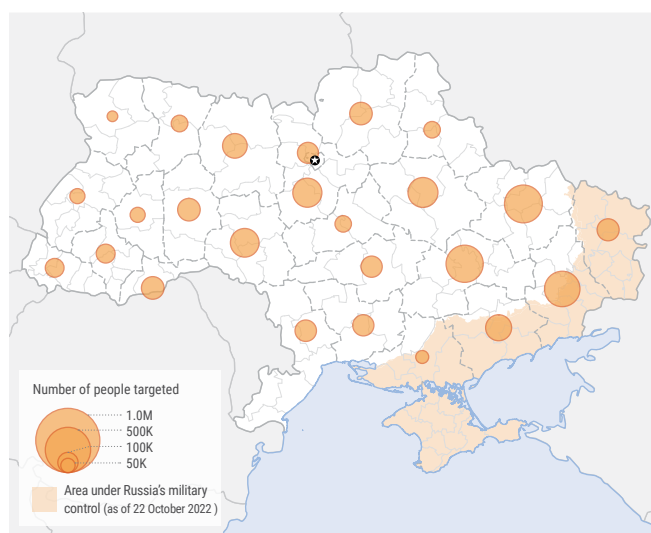 Number of people targeted
1.0M
500K
100K
50K
Area under Russia's military
control (as of 22 October 2022 )